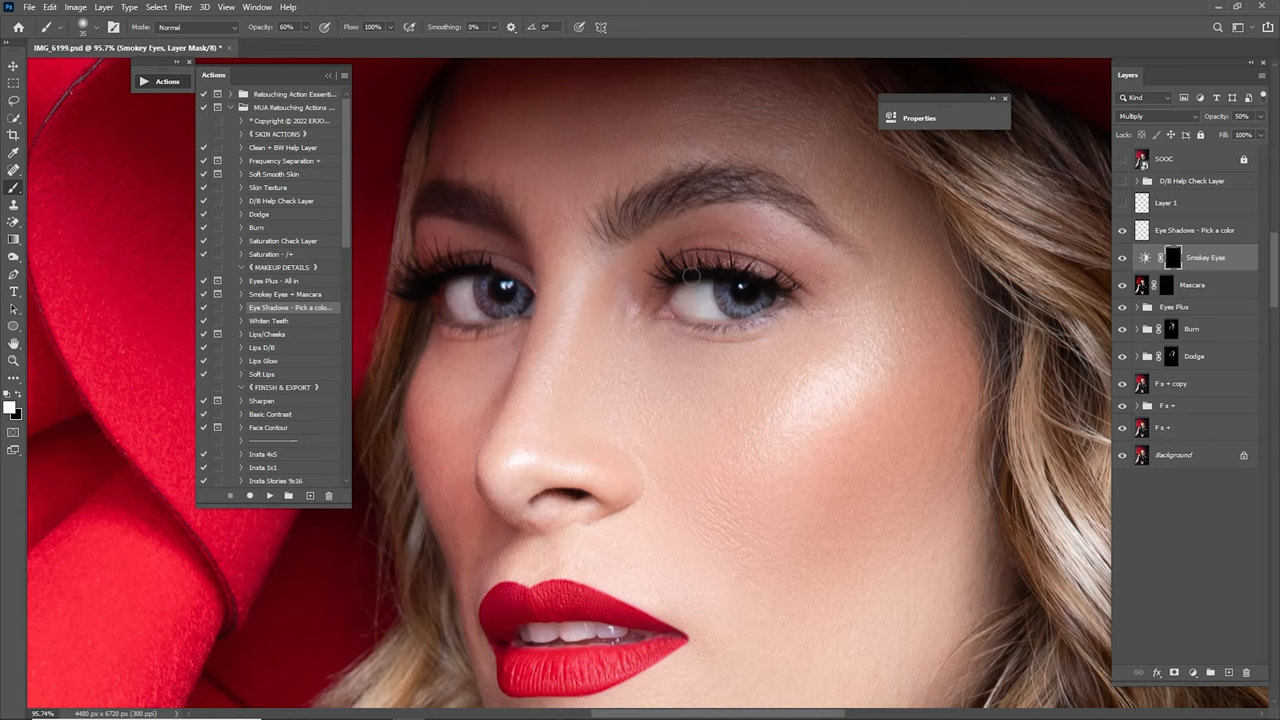 Ps File Edit Image Layer Type Select Filter 3D View Window Help
35 Mode: Normal Opacity: 60% Flow: 100% Smoothing: 0% 0°
IMG_6199.psd @ 95.7% (Smokey Eyes, Layer Mask/8) * ×
Actions
Actions
Retouching Action Essenti...
MUA Retouching Actions ...
* Copyright © 2022 ERJO...
《 SKIN ACTIONS 》
Clean + BW Help Layer
Frequency Separation +
Soft Smooth Skin
Skin Texture
D/B Help Check Layer
Dodge
Burn
Saturation Check Layer
Saturation - /+
《 MAKEUP DETAILS 》
Eyes Plus - All in
Smokey Eyes + Mascara
Eye Shadows - Pick a colo...
Whiten Teeth
Lips/Cheeks
Lips D/B
Lips Glow
Soft Lips
《 FINISH & EXPORT 》
Sharpen
Basic Contrast
Face Contour
-------------------
Insta 4x5
Insta 1x1
Insta Stories 9x16
Properties
Layers
Kind
Multiply Opacity: 50%
Lock: Fill: 100%
SOOC
D/B Help Check Layer
Layer 1
Eye Shadows - Pick a color
Smokey Eyes
Mascara
Eyes Plus
Burn
Dodge
F s + copy
F s +
F s +
Background
fx
95.74% 4480 px x 6720 px (300 ppi)